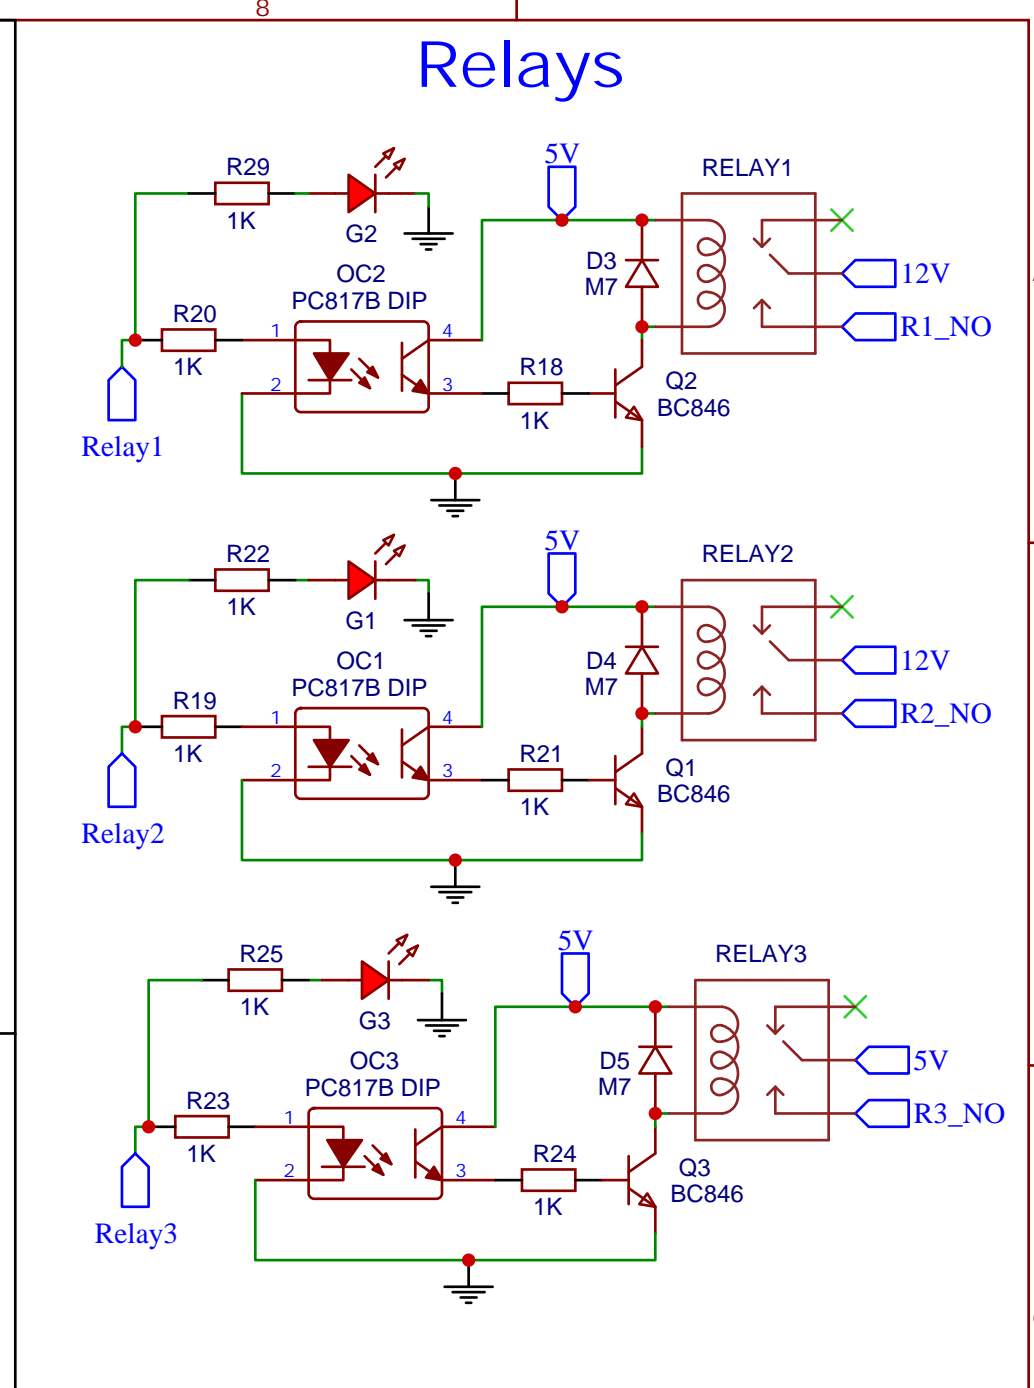 8
Relays
5V
R29
1K
G2
RELAY1
OC2
PC817B DIP
D3
M7
12V
R20
1K
1
2
4
3
R1_NO
R18
1K
Q2
BC846
Relay1
5V
R22
1K
G1
RELAY2
OC1
PC817B DIP
D4
M7
12V
R19
1K
1
2
4
3
R2_NO
R21
1K
Q1
BC846
Relay2
5V
R25
1K
G3
RELAY3
OC3
PC817B DIP
D5
M7
5V
R23
1K
1
2
4
3
R3_NO
R24
1K
Q3
BC846
Relay3